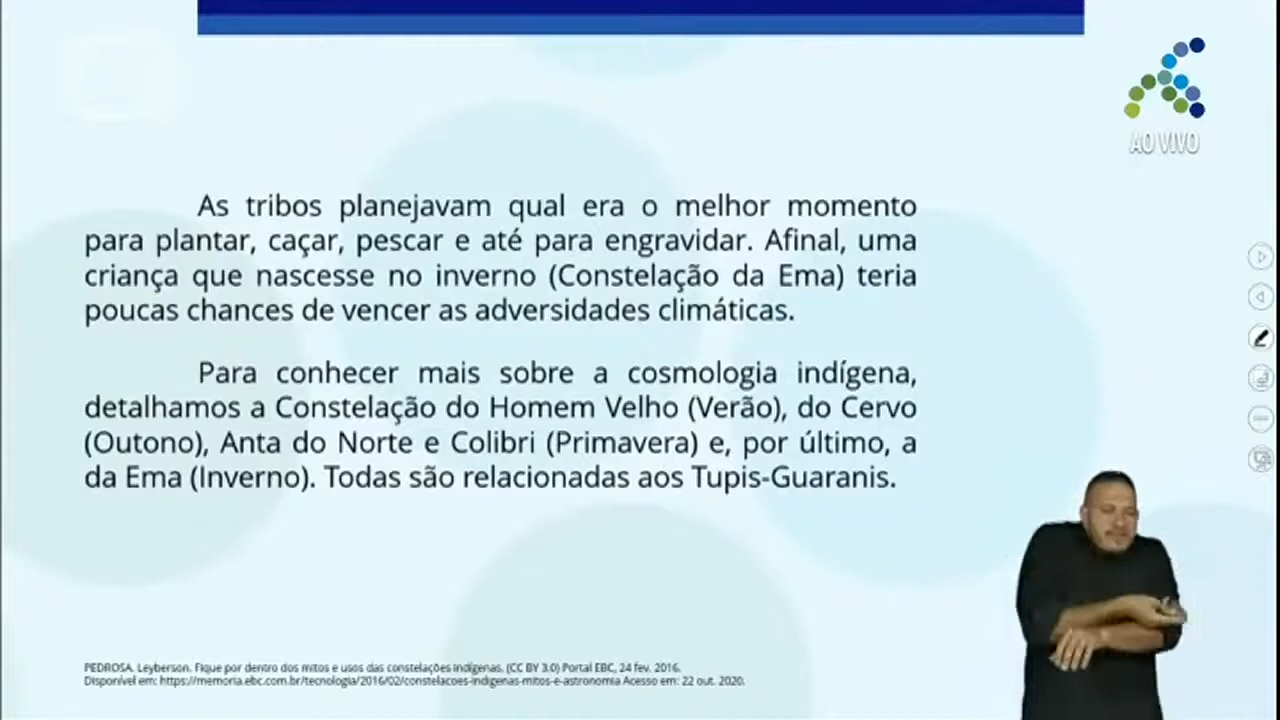 AO VIVO
As tribos planejavam qual era o melhor momento
para plantar, caçar, pescar e até para engravidar. Afinal, uma
criança que nascesse no inverno (Constelação da Ema) teria
poucas chances de vencer as adversidades climáticas.
Para conhecer mais sobre a cosmologia indígena,
detalhamos a Constelação do Homem Velho (Verão), do Cervo
(Outono), Anta do Norte e Colibri (Primavera) e, por último, a
da Ema (Inverno). Todas são relacionadas aos Tupis-Guaranis.
PEDROSA. Leyberson. Fique por dentro dos mitos e usos das constelações indígenas. (CC BY 3.0) Portal EBC, 24 fev. 2016.
Disponível em: https://memoria.ebc.com.br/tecnologia/2016/02/constelacoes-indigenas-mitos-e-astronomia Acesso em: 22 out. 2020.